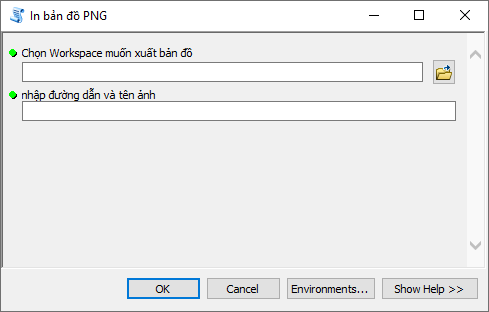 In bản đồ PNG
Chọn Workspace muốn xuất bản đồ
nhập đường dẫn và tên ảnh
OK
Cancel
Environments...
Show Help >>